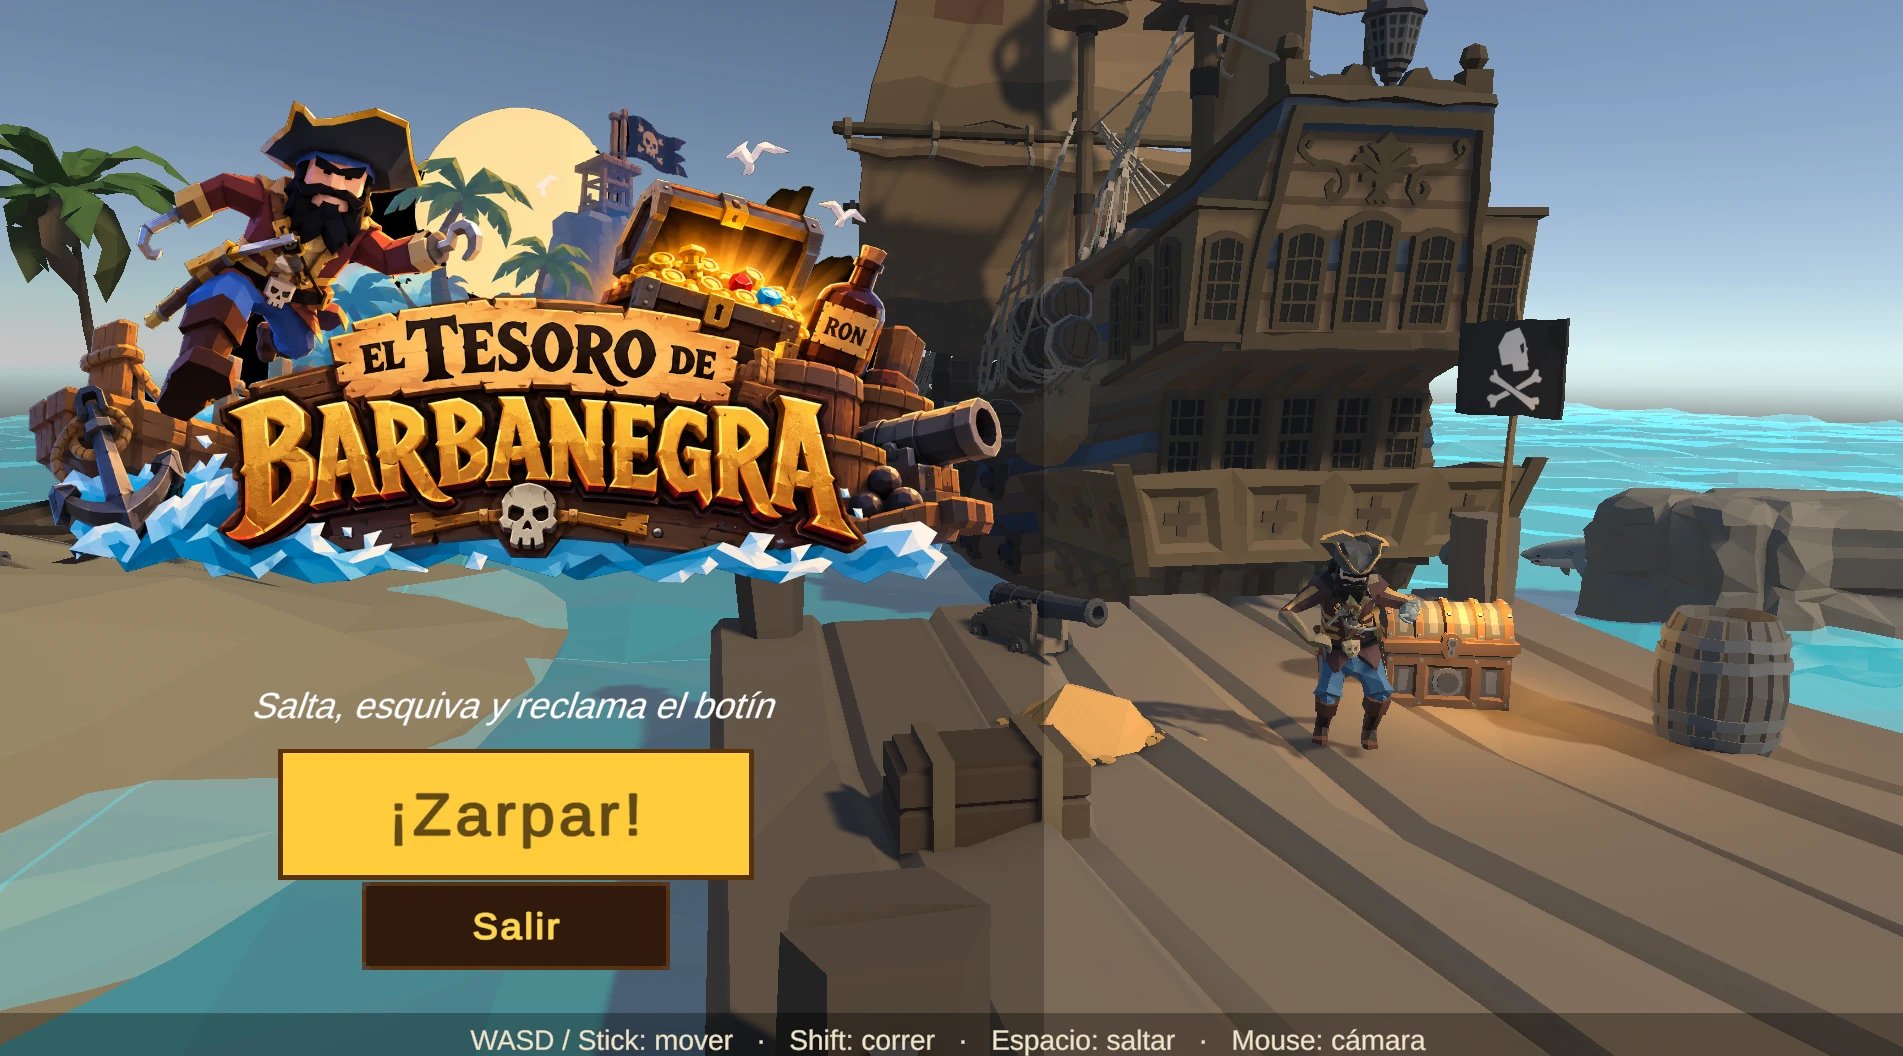 EL TESORO DE
BARBANEGRA
RON
Salta, esquiva y reclama el botín
¡Zarpar!
Salir
WASD / Stick: mover · Shift: correr · Espacio: saltar · Mouse: cámara